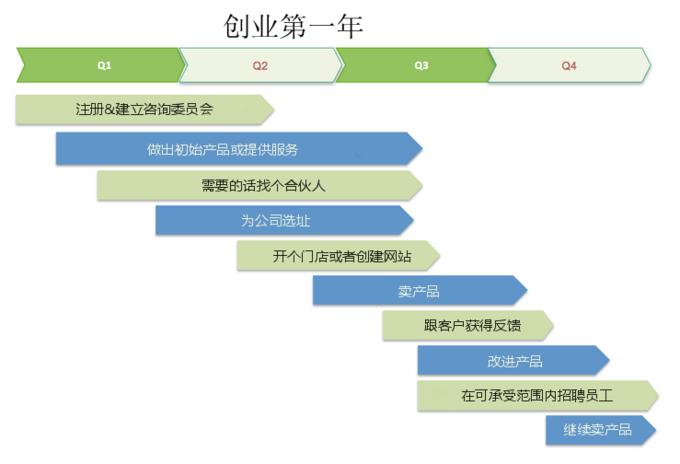 创业第一年
Q1 Q2 Q3 Q4
注册&建立咨询委员会
做出初始产品或提供服务
需要的话找个合伙人
为公司选址
开个门店或者创建网站
卖产品
跟客户获得反馈
改进产品
在可承受范围内招聘员工
继续卖产品